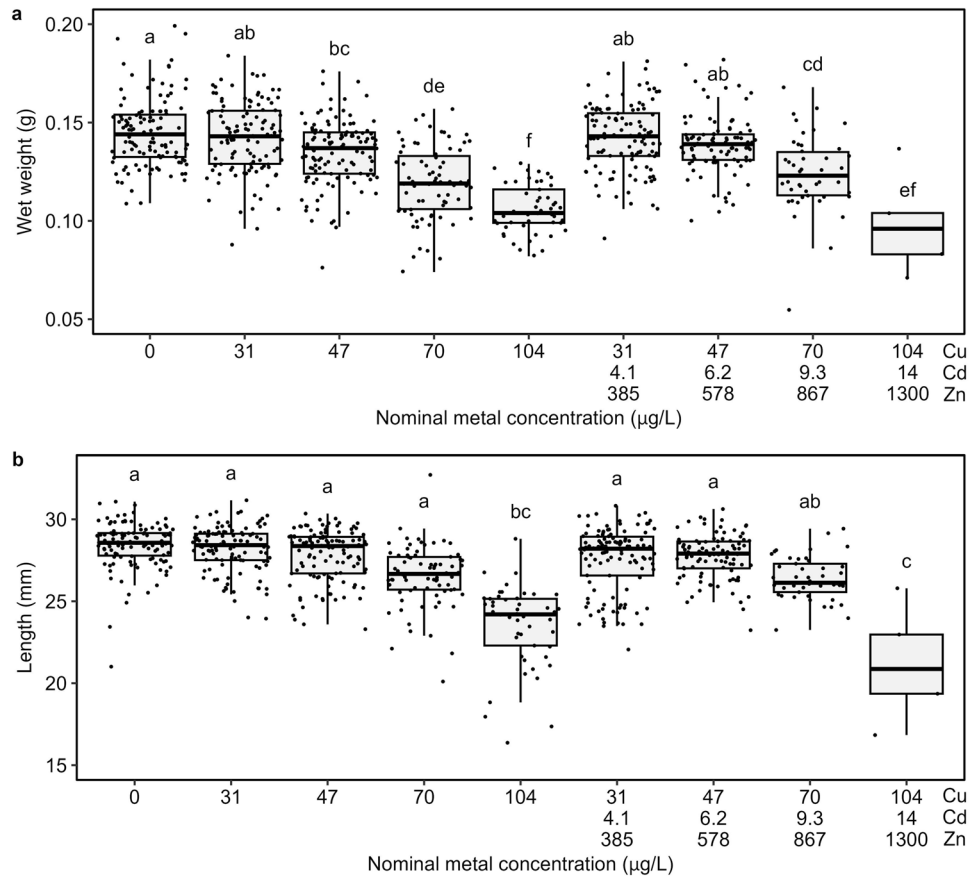 a
0.20
0.15
0.10
0.05
Wet weight (g)
a ab bc de f ab ab cd ef
0 31 47 70 104 31 47 70 104 Cu
4.1 6.2 9.3 14 Cd
385 578 867 1300 Zn
Nominal metal concentration (µg/L)
b
30
25
20
15
Length (mm)
a a a a bc a a ab c
0 31 47 70 104 31 47 70 104 Cu
4.1 6.2 9.3 14 Cd
385 578 867 1300 Zn
Nominal metal concentration (µg/L)